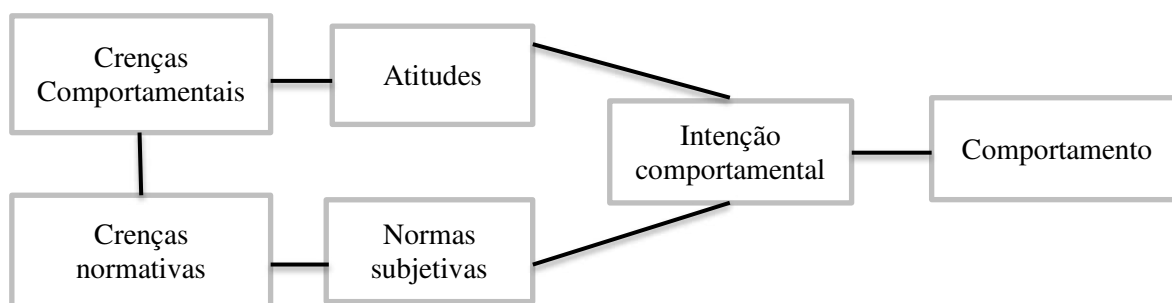 Crenças
Comportamentais
Atitudes
Intenção
comportamental
Comportamento
Crenças
normativas
Normas
subjetivas